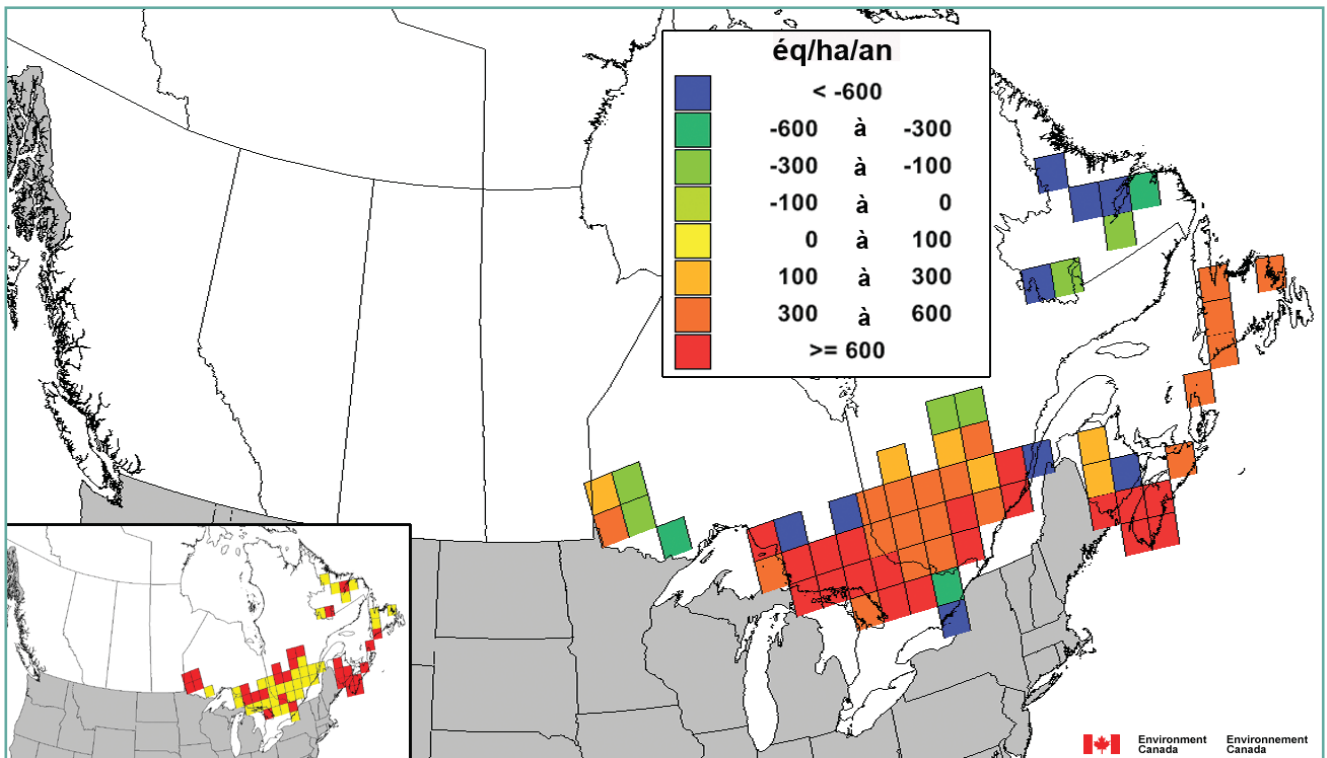 éq/ha/an
< -600
-600 à -300
-300 à -100
-100 à 0
0 à 100
100 à 300
300 à 600
>= 600
Environment Environnement
Canada Canada